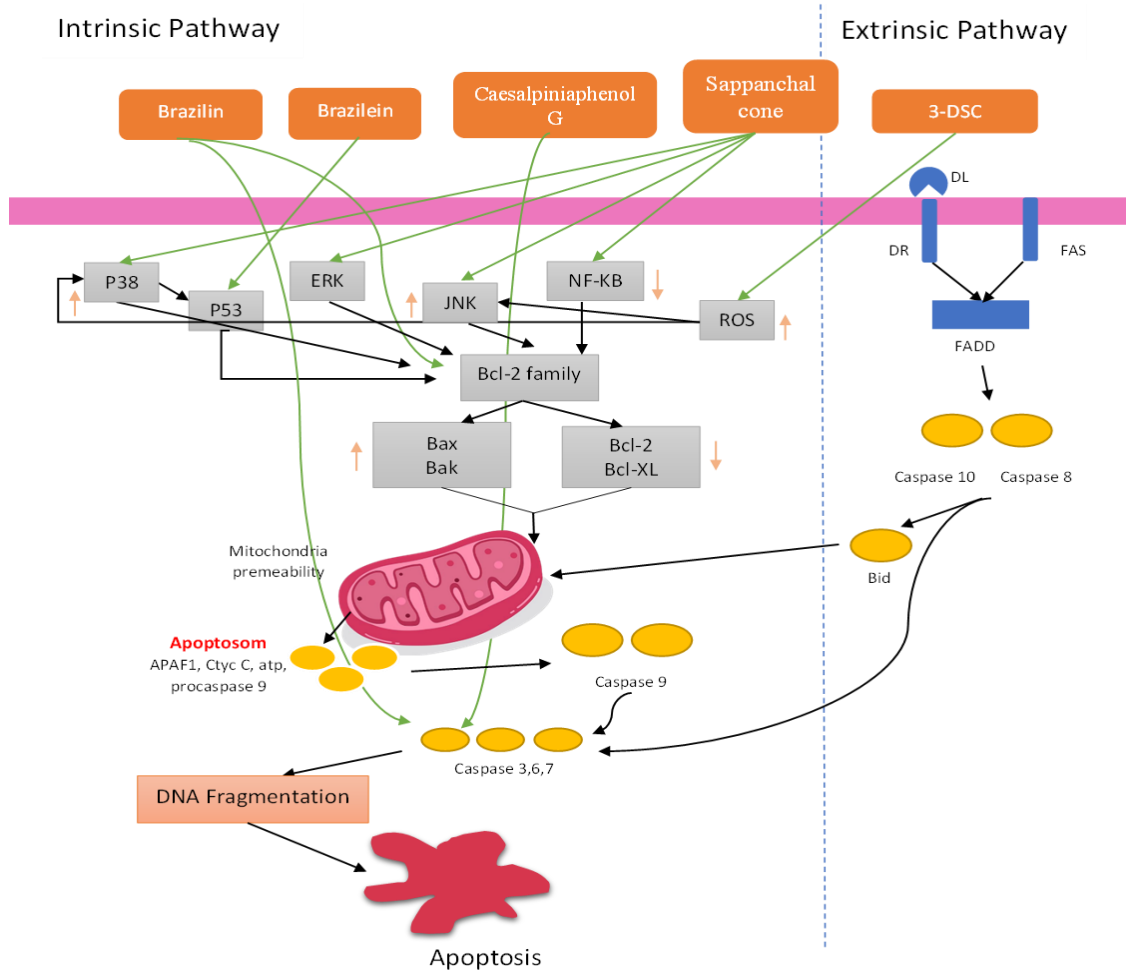 Intrinsic Pathway
Extrinsic Pathway
Brazilin
Brazilein
Caesalpiniaphenol
G
Sappanchal
cone
3-DSC
DL
DR
FAS
P38
P53
ERK
JNK
NF-KB
ROS
FADD
Bcl-2 family
Bax
Bak
Bcl-2
Bcl-XL
Caspase 10
Caspase 8
Mitochondria
premeability
Bid
Apoptosom
APAF1, Ctyc C, atp,
procaspase 9
Caspase 9
Caspase 3,6,7
DNA Fragmentation
Apoptosis